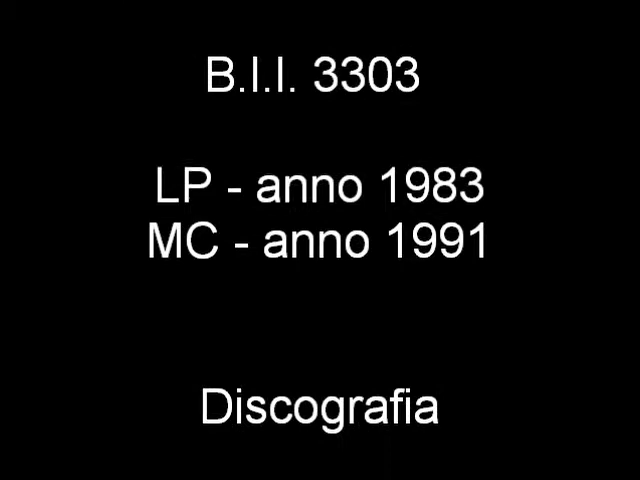 B.I.I. 3303
LP - anno 1983
MC - anno 1991
Discografia